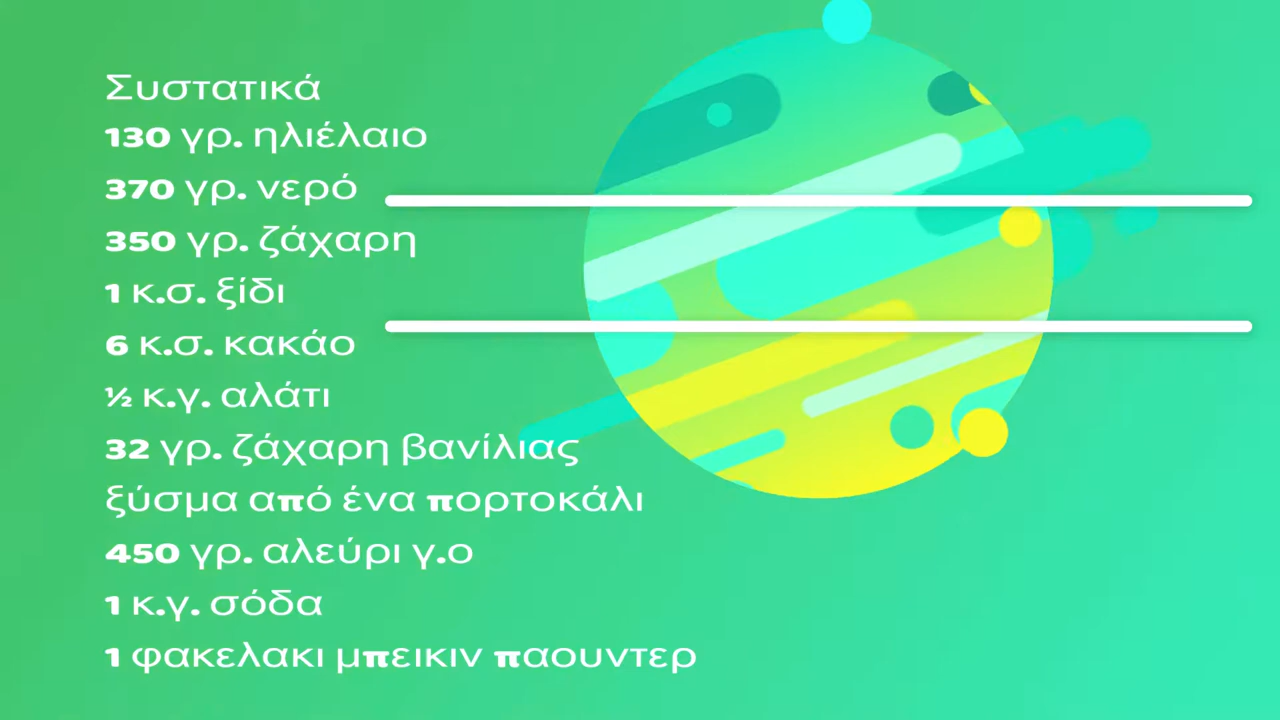 Συστατικά
130 γρ. ηλιέλαιο
370 γρ. νερό
350 γρ. ζάχαρη
1 κ.σ. ξίδι
6 κ.σ. κακάο
½ κ.γ. αλάτι
32 γρ. ζάχαρη βανίλιας
ξύσμα από ένα πορτοκάλι
450 γρ. αλεύρι γ.ο
1 κ.γ. σόδα
1 φακελακι μπεικιν παουντερ